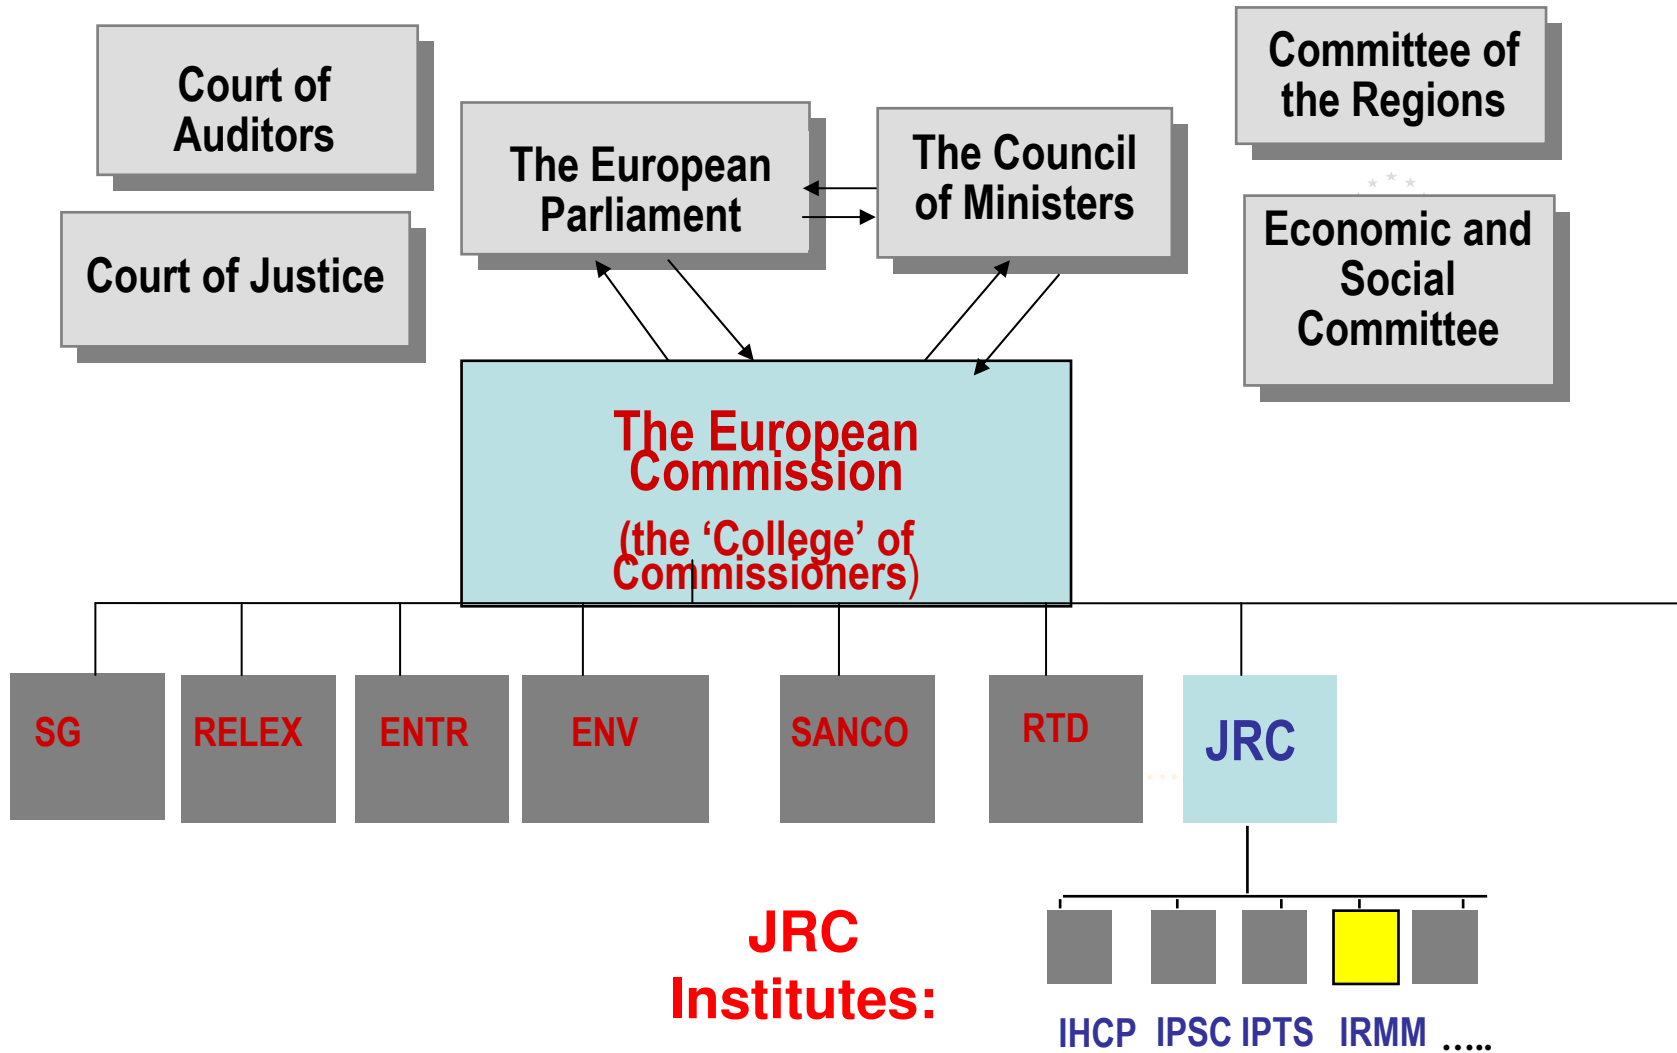 Court of
Auditors
Court of Justice
The European
Parliament
The Council
of Ministers
Committee of
the Regions
Economic and
Social
Committee
The European
Commission
(the ‘College’ of
Commissioners)
SG
RELEX
ENTR
ENV
SANCO
RTD
...
JRC
JRC
Institutes:
IHCP
IPSC
IPTS
IRMM
.....